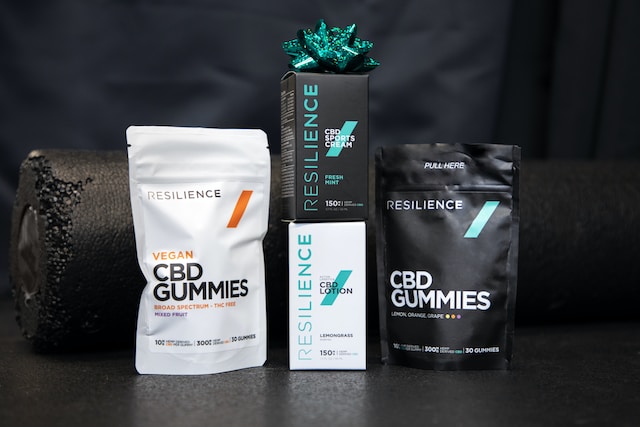 RESILIENCE
VEGAN
CBD
GUMMIES
BROAD SPECTRUM - THC FREE
MIXED FRUIT
30 GUMMIES
RESILIENCE
CBD
SPORTS
CREAM
FRESH
MINT
RESILIENCE
CBD
LOTION
LEMONGRASS
PULL HERE
RESILIENCE
CBD
GUMMIES
LEMON, ORANGE, GRAPE
30 GUMMIES